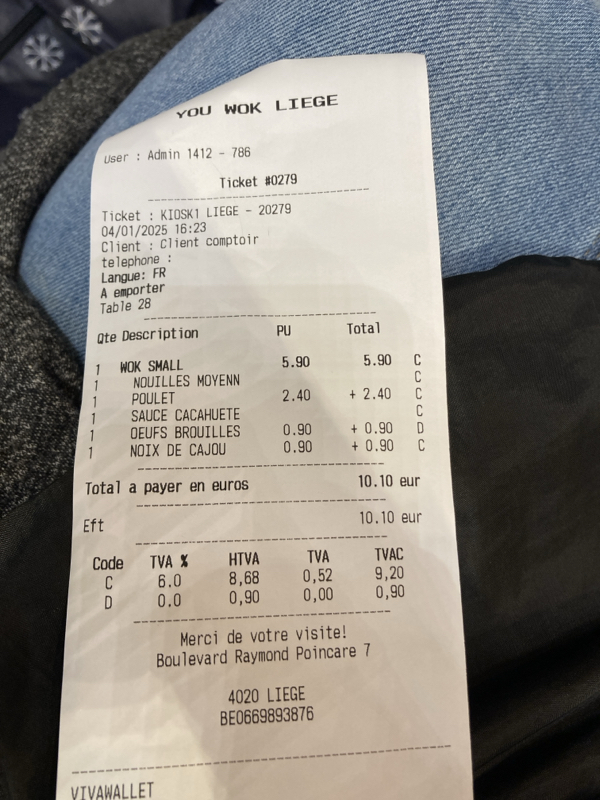 YOU WOK LIEGE
User : Admin 1412 - 786
Ticket #0279
Ticket : KIOSK1 LIEGE - 20279
04/01/2025 16:23
Client : Client comptoir
telephone :
Langue: FR
A emporter
Table 28
Qte Description PU Total
1 WOK SMALL 5.90 5.90 C
1 NOUILLES MOYENN C
1 POULET 2.40 + 2.40 C
1 SAUCE CACAHUETE C
1 OEUFS BROUILLES 0.90 + 0.90 D
1 NOIX DE CAJOU 0.90 + 0.90 C
Total a payer en euros 10.10 eur
Eft 10.10 eur
Code TVA % HTVA TVA TVAC
C 6.0 8,68 0,52 9,20
D 0.0 0,90 0,00 0,90
Merci de votre visite!
Boulevard Raymond Poincare 7
4020 LIEGE
BE0669893876
VIVAWALLET